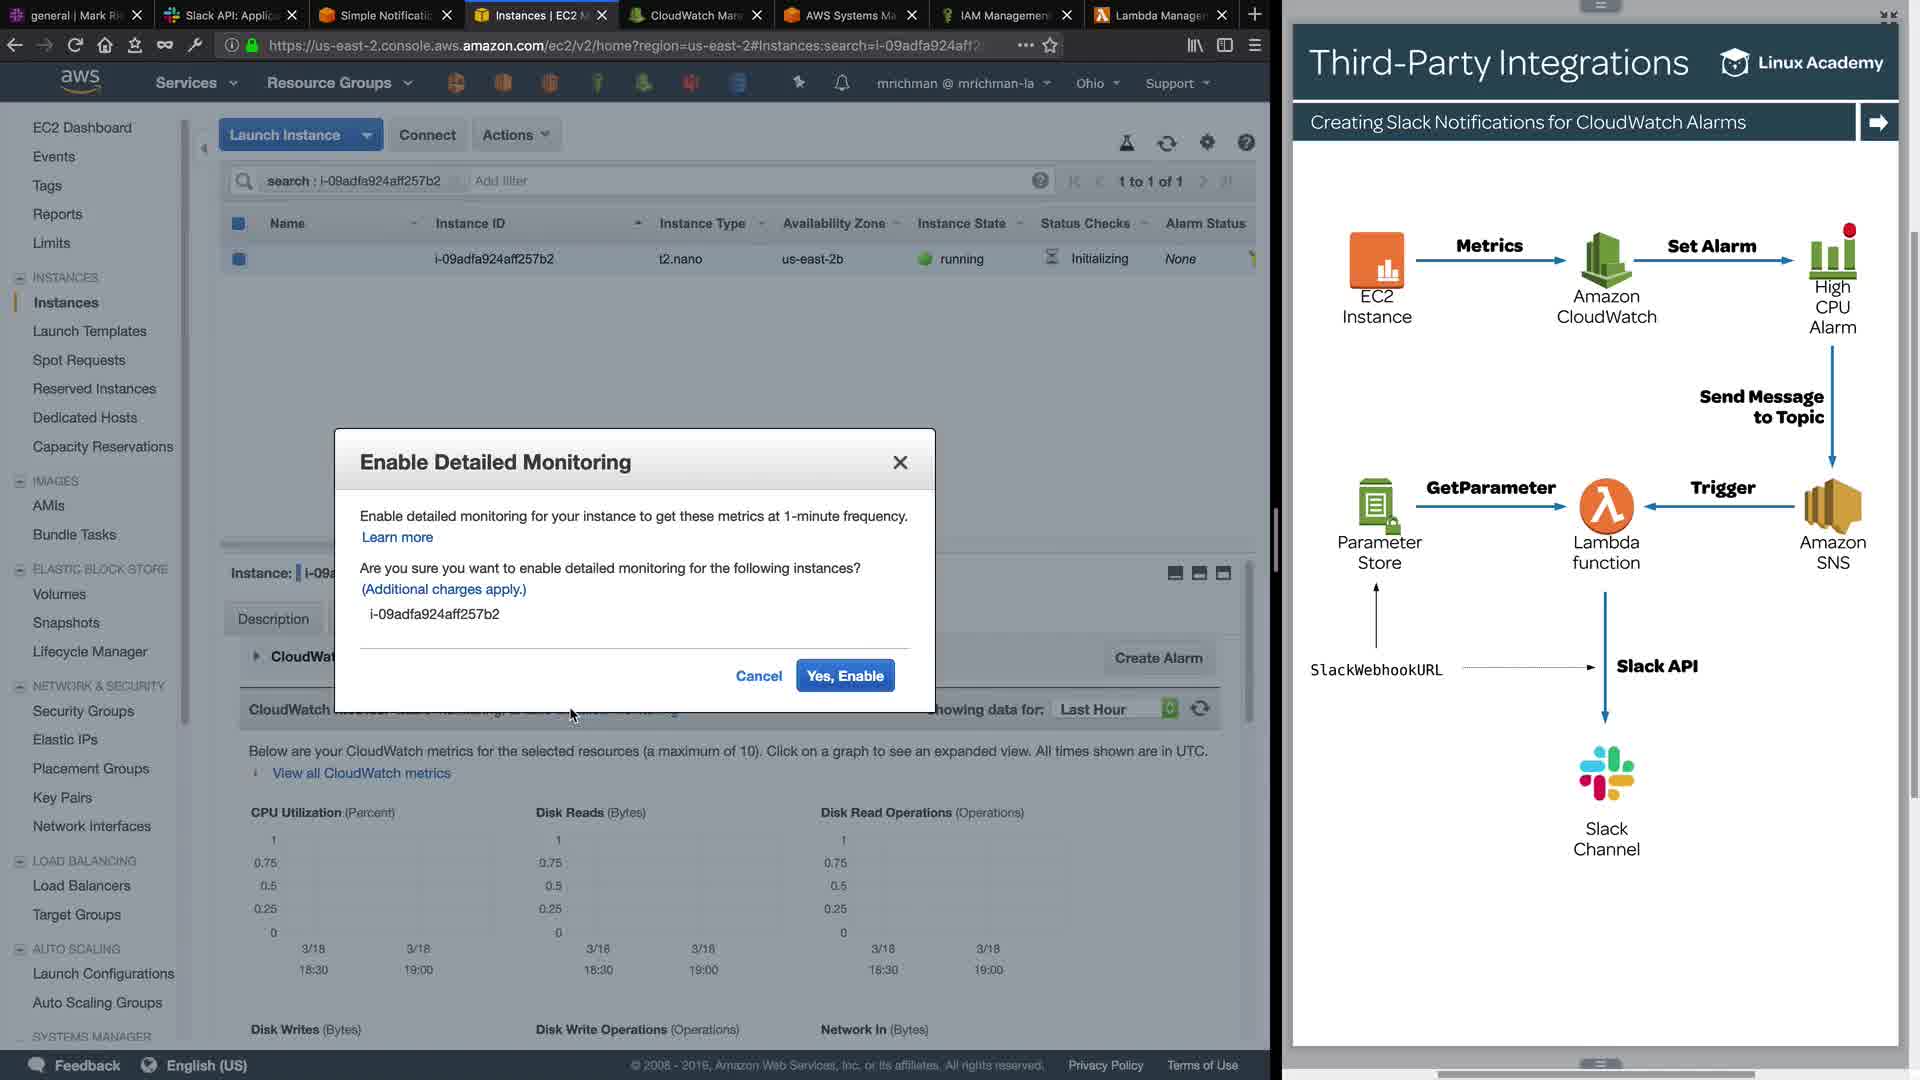 general | Mark Ri
Slack API: Applic
Simple Notificatio
Instances | EC2 M
CloudWatch Man
AWS Systems Ma
IAM Management
Lambda Manager
https://us-east-2.console.aws.amazon.com/ec2/v2/home?region=us-east-2#Instances:search=i-09adfa924aff2
aws
Services
Resource Groups
mrichman @ mrichman-la
Ohio
Support
EC2 Dashboard
Events
Tags
Reports
Limits
INSTANCES
Instances
Launch Templates
Spot Requests
Reserved Instances
Dedicated Hosts
Capacity Reservations
IMAGES
AMIs
Bundle Tasks
ELASTIC BLOCK STORE
Volumes
Snapshots
Lifecycle Manager
NETWORK & SECURITY
Security Groups
Elastic IPs
Placement Groups
Key Pairs
Network Interfaces
LOAD BALANCING
Load Balancers
Target Groups
AUTO SCALING
Launch Configurations
Auto Scaling Groups
SYSTEMS MANAGER
Launch Instance
Connect
Actions
search : i-09adfa924aff257b2
Add filter
1 to 1 of 1
Name
Instance ID
Instance Type
Availability Zone
Instance State
Status Checks
Alarm Status
i-09adfa924aff257b2
t2.nano
us-east-2b
running
Initializing
None
Enable Detailed Monitoring
Enable detailed monitoring for your instance to get these metrics at 1-minute frequency.
Learn more
Are you sure you want to enable detailed monitoring for the following instances?
(Additional charges apply.)
i-09adfa924aff257b2
Cancel
Yes, Enable
Instance:
i-09a
Description
CloudWat
Create Alarm
CloudWatch
howing data for:
Last Hour
Below are your CloudWatch metrics for the selected resources (a maximum of 10). Click on a graph to see an expanded view. All times shown are in UTC.
View all CloudWatch metrics
CPU Utilization (Percent)
1
0.75
0.5
0.25
0
3/18
18:30
3/18
19:00
Disk Reads (Bytes)
1
0.75
0.5
0.25
0
3/18
18:30
3/18
19:00
Disk Read Operations (Operations)
1
0.75
0.5
0.25
0
3/18
18:30
3/18
19:00
Disk Writes (Bytes)
Disk Write Operations (Operations)
Network In (Bytes)
Feedback
English (US)
© 2008 - 2019, Amazon Web Services, Inc. or its affiliates. All rights reserved.
Privacy Policy
Terms of Use
Third-Party Integrations
Linux Academy
Creating Slack Notifications for CloudWatch Alarms
Metrics
Set Alarm
EC2
Instance
Amazon
CloudWatch
High
CPU
Alarm
Send Message
to Topic
GetParameter
Trigger
Parameter
Store
Lambda
function
Amazon
SNS
SlackWebhookURL
Slack API
Slack
Channel